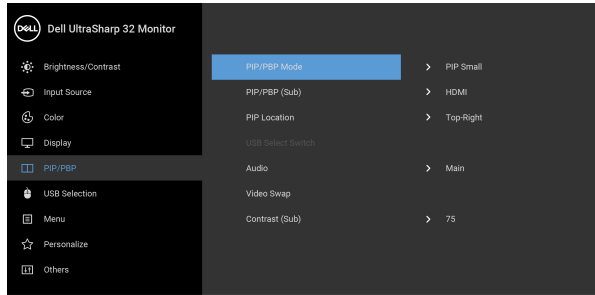 DELL Dell UltraSharp 32 Monitor
Brightness/Contrast
Input Source
Color
Display
PIP/PBP
USB Selection
Menu
Personalize
Others
PIP/PBP Mode > PIP Small
PIP/PBP (Sub) > HDMI
PIP Location > Top-Right
USB Select Switch
Audio > Main
Video Swap
Contrast (Sub) > 75